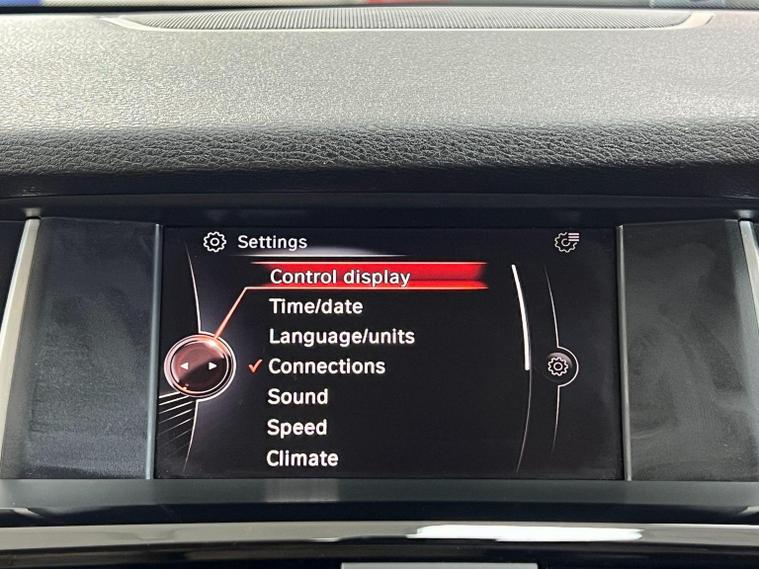 Settings
Control display
Time/date
Language/units
Connections
Sound
Speed
Climate